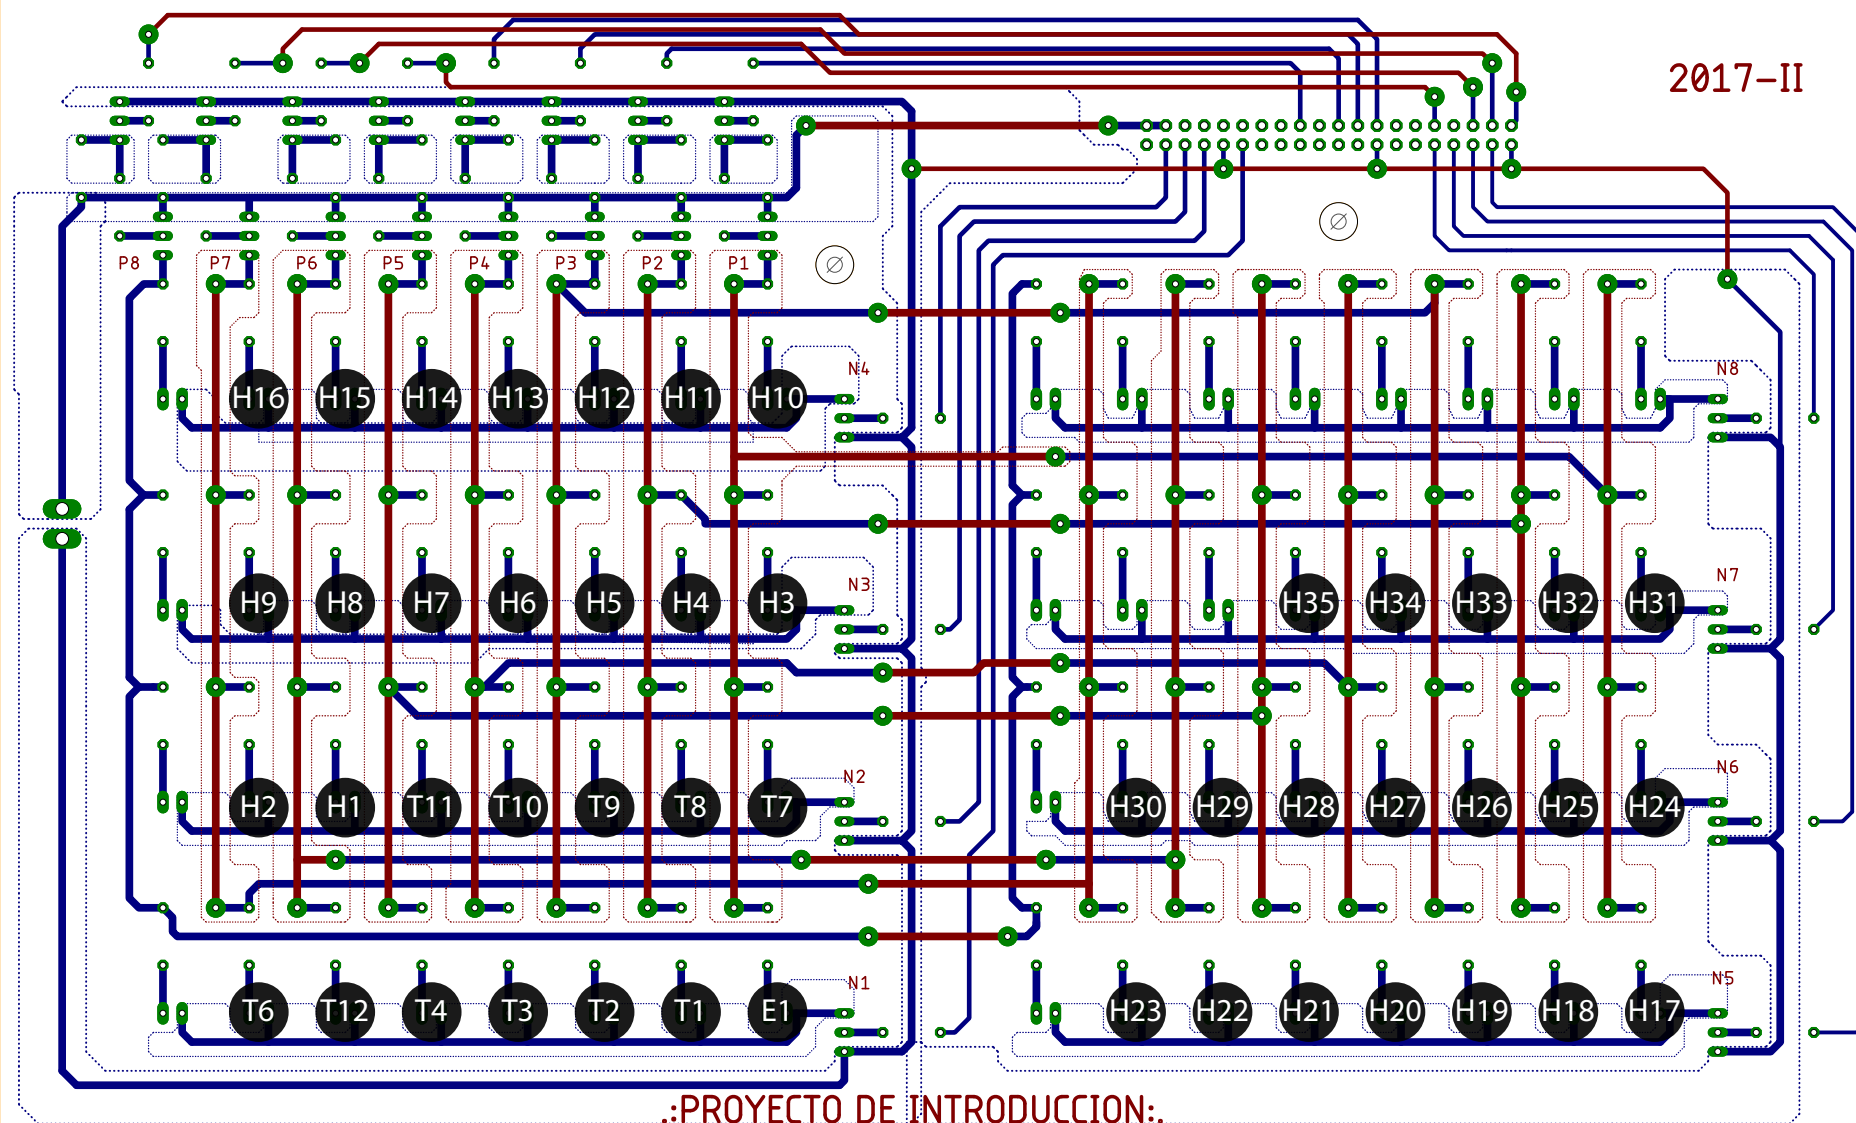 2017-II
P8 P7 P6 P5 P4 P3 P2 P1
H16 H15 H14 H13 H12 H11 H10 N4 N8
H9 H8 H7 H6 H5 H4 H3 N3 H35 H34 H33 H32 H31 N7
H2 H1 T11 T10 T9 T8 T7 N2 H30 H29 H28 H27 H26 H25 H24 N6
T6 T12 T4 T3 T2 T1 E1 N1 H23 H22 H21 H20 H19 H18 H17 N5
.:PROYECTO DE INTRODUCCION:.